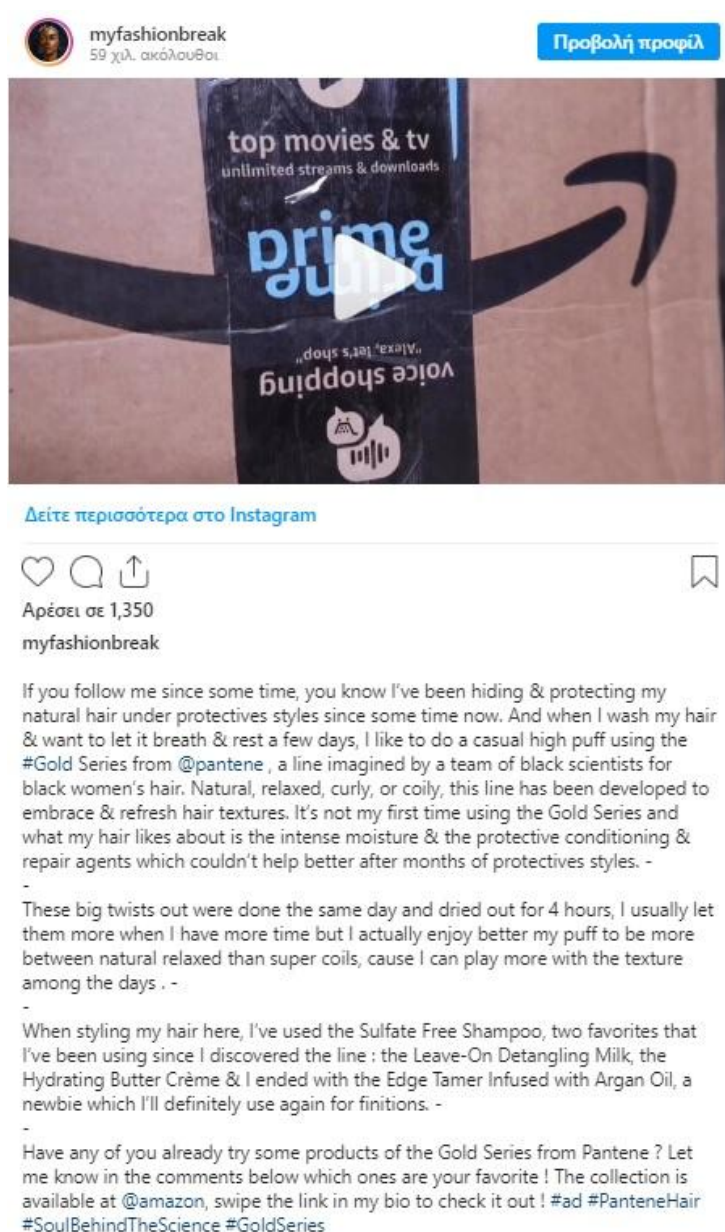 myfashionbreak
59 χιλ. ακόλουθοι
Προβολή προφίλ
top movies & tv
unlimited streams & downloads
prime
prime
"Alexa, let's shop"
voice shopping
Δείτε περισσότερα στο Instagram
Αρέσει σε 1,350
myfashionbreak
If you follow me since some time, you know I've been hiding & protecting my
natural hair under protectives styles since some time now. And when I wash my hair
& want to let it breath & rest a few days, I like to do a casual high puff using the
#Gold Series from @pantene , a line imagined by a team of black scientists for
black women's hair. Natural, relaxed, curly, or coily, this line has been developed to
embrace & refresh hair textures. It's not my first time using the Gold Series and
what my hair likes about is the intense moisture & the protective conditioning &
repair agents which couldn't help better after months of protectives styles. -
-
These big twists out were done the same day and dried out for 4 hours, I usually let
them more when I have more time but I actually enjoy better my puff to be more
between natural relaxed than super coils, cause I can play more with the texture
among the days . -
-
When styling my hair here, I've used the Sulfate Free Shampoo, two favorites that
I've been using since I discovered the line : the Leave-On Detangling Milk, the
Hydrating Butter Crème & I ended with the Edge Tamer Infused with Argan Oil, a
newbie which I'll definitely use again for finitions. -
-
Have any of you already try some products of the Gold Series from Pantene ? Let
me know in the comments below which ones are your favorite ! The collection is
available at @amazon, swipe the link in my bio to check it out ! #ad #PanteneHair
#SoulBehindTheScience #GoldSeries